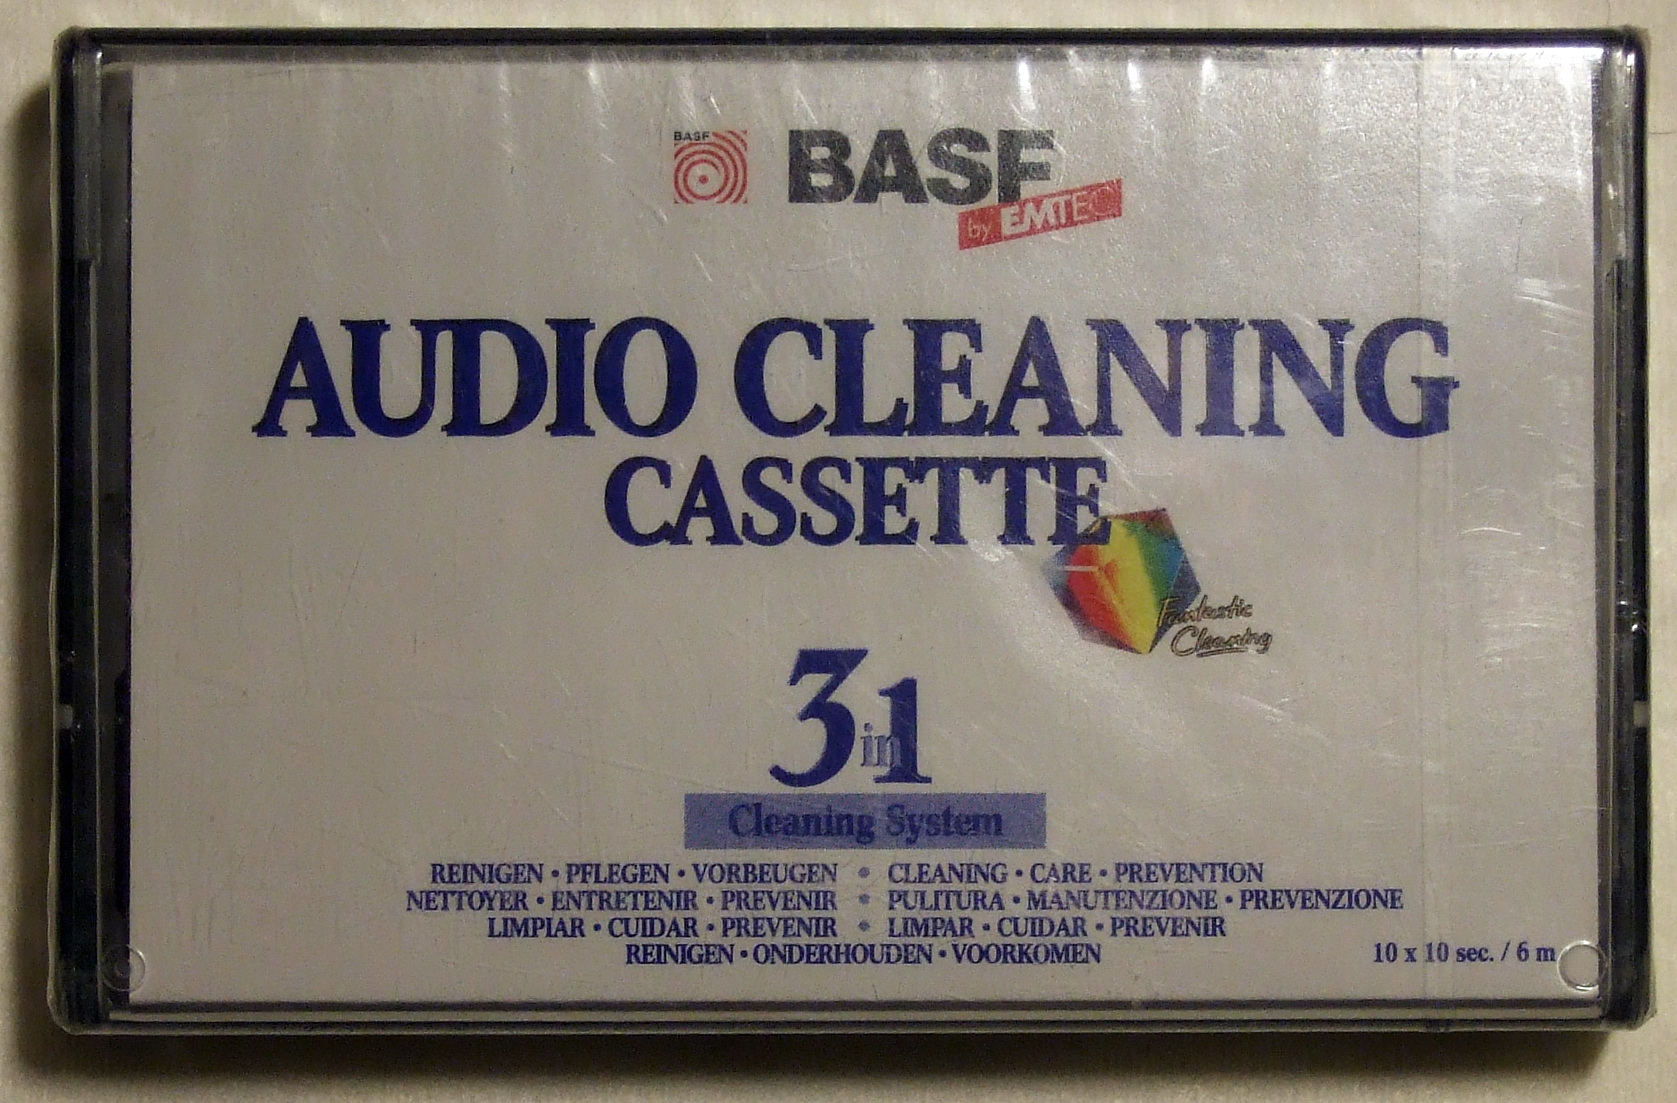 BASF
BASF
by EMTEC
AUDIO CLEANING
CASSETTE
Fantastic
Cleaning
3 in 1
Cleaning System
REINIGEN • PFLEGEN • VORBEUGEN • CLEANING • CARE • PREVENTION
NETTOYER • ENTRETENIR • PREVENIR • PULITURA • MANUTENZIONE • PREVENZIONE
LIMPIAR • CUIDAR • PREVENIR • LIMPAR • CUIDAR • PREVENIR
REINIGEN • ONDERHOUDEN • VOORKOMEN
10 x 10 sec. / 6 m